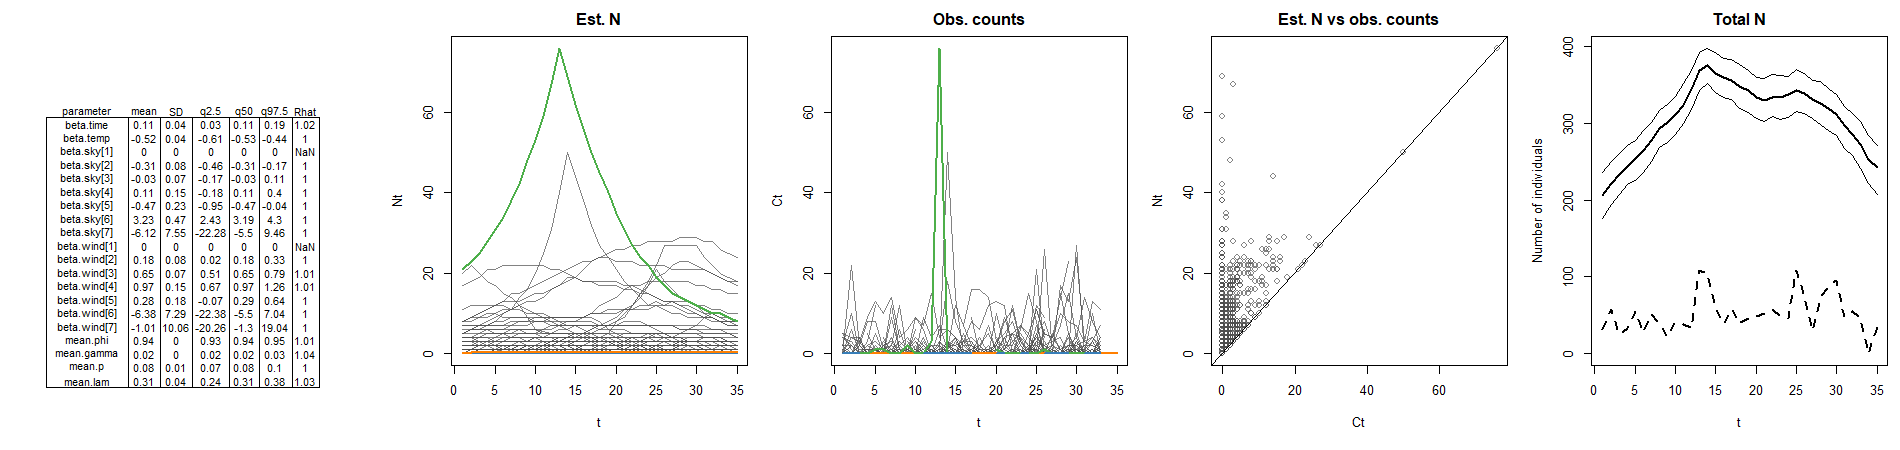 parameter mean SD q2.5 q50 q97.5 Rhat
beta.time 0.11 0.04 0.03 0.11 0.19 1.02
beta.temp -0.52 0.04 -0.61 -0.53 -0.44 1
beta.sky[1] 0 0 0 0 0 NaN
beta.sky[2] -0.31 0.08 -0.46 -0.31 -0.17 1
beta.sky[3] -0.03 0.07 -0.17 -0.03 0.11 1
beta.sky[4] 0.11 0.15 -0.18 0.11 0.4 1
beta.sky[5] -0.47 0.23 -0.95 -0.47 -0.04 1
beta.sky[6] 3.23 0.47 2.43 3.19 4.3 1
beta.sky[7] -6.12 7.55 -22.28 -5.5 9.46 1
beta.wind[1] 0 0 0 0 0 NaN
beta.wind[2] 0.18 0.08 0.02 0.18 0.33 1
beta.wind[3] 0.65 0.07 0.51 0.65 0.79 1.01
beta.wind[4] 0.97 0.15 0.67 0.97 1.26 1.01
beta.wind[5] 0.28 0.18 -0.07 0.29 0.64 1
beta.wind[6] -6.38 7.29 -22.38 -5.5 7.04 1
beta.wind[7] -1.01 10.06 -20.26 -1.3 19.04 1
mean.phi 0.94 0 0.93 0.94 0.95 1.01
mean.gamma 0.02 0 0.02 0.02 0.03 1.04
mean.p 0.08 0.01 0.07 0.08 0.1 1
mean.lam 0.31 0.04 0.24 0.31 0.38 1.03
Est. N
Nt
60
40
20
0
0 5 10 15 20 25 30 35
t
Obs. counts
Ct
60
40
20
0
0 5 10 15 20 25 30 35
t
Est. N vs obs. counts
Nt
60
40
20
0
0 20 40 60
Ct
Total N
Number of individuals
400
300
200
100
0
0 5 10 15 20 25 30 35
t